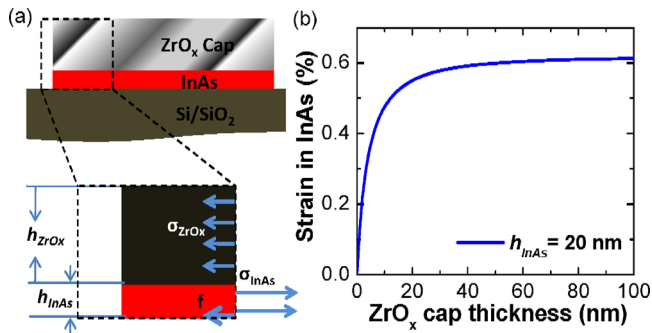 (a)
ZrOx Cap
InAs
Si/SiO2
hZrOx
σZrOx
σInAs
hInAs
f
(b)
Strain in InAs (%)
0.6
0.4
0.2
0.0
hInAs= 20 nm
0 20 40 60 80 100
ZrOx cap thickness (nm)